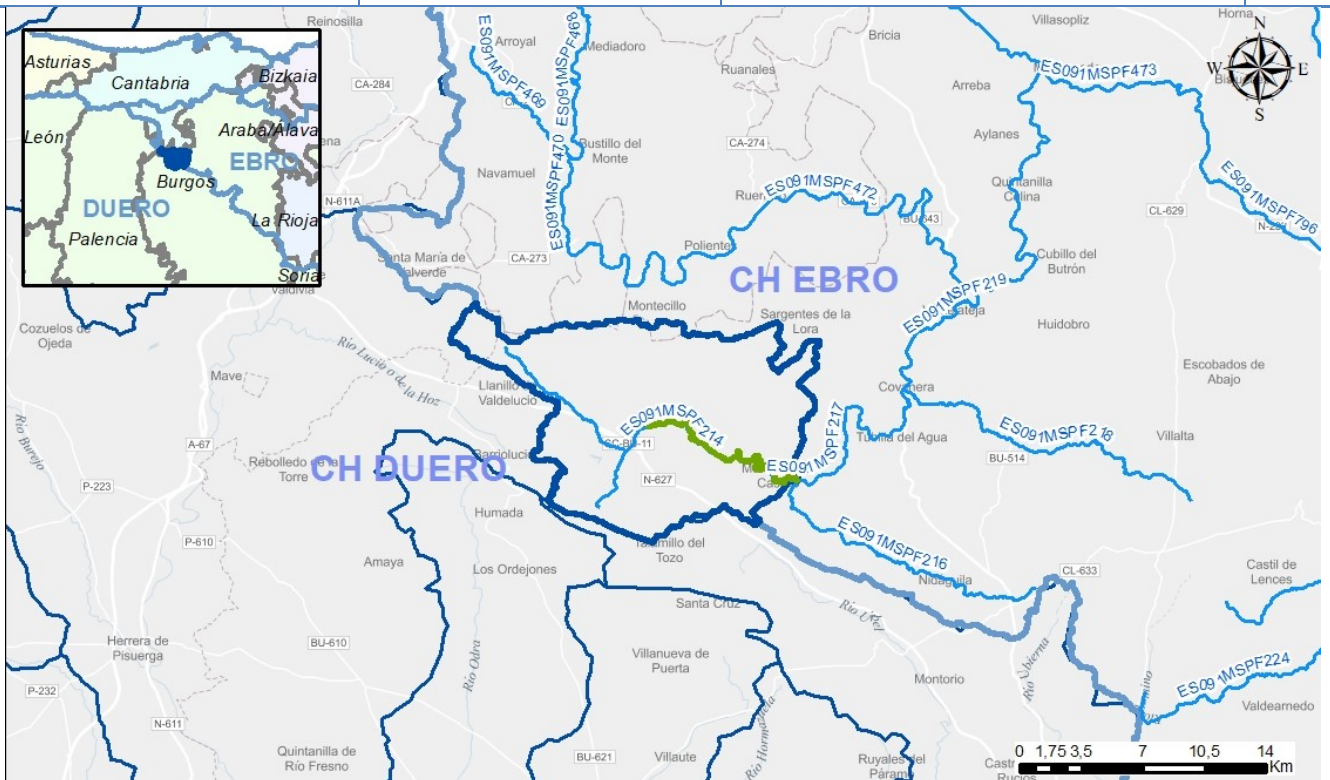 Reinosilla
Arroyal
Mediadoro
Bricia
Villasopliz
Horna
N
W
E
S
Asturias
Cantabria
Bizkaia
León
Araba/Álava
EBRO
Burgos
DUERO
La Rioja
Palencia
Soria
CA-284
ES091MSPF469
ES091MSPF468
Ruanales
ES091MSPF473
Arreba
Aylanes
CA-274
Bustillo del
Monte
Navamuel
ES091MSPF470
ES091MSPF472
Quintanilla
Colina
N-611A
BU-643
CL-629
ES091MSPF796
Polientes
Santa María de
Valverde
CA-273
CH EBRO
Cubillo del
Butrón
Montecillo
ES091MSPF219
Sargentes de la
Lora
Huidobro
Cozuelos de
Ojeda
Río Lucio o de la Hoz
Mave
Llanillo de
Valdelucio
Escobados de
Abajo
Covanera
ES091MSPF214
ES091MSPF217
Río Burejo
A-67
SC-BU-11
Tubilla del Agua
ES091MSPF218
Villalta
BU-514
Rebolledo de la
Torre
CH DUERO
Barriolucio
N-627
P-223
Humada
P-610
Amaya
Los Ordejones
Tozo
ES091MSPF216
Nidáguila
CL-633
Castil de
Lences
Santa Cruz
Río Úrbel
Herrera de
Pisuerga
BU-610
Río Odra
Villanueva de
Puerta
Río Ubierna
P-232
Montorio
ES091MSPF224
Valdearnedo
N-611
Río Hormazuela
Quintanilla de
Río Fresno
BU-621
Villaute
Ruyales del
Páramo
0 1,75 3,5 7 10,5 14
Km